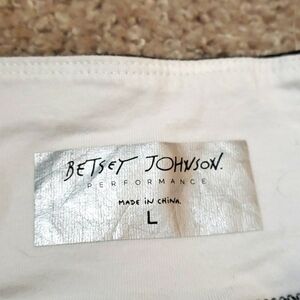 BETSEY JOHNSON.
PERFORMANCE
MADE IN CHINA
L